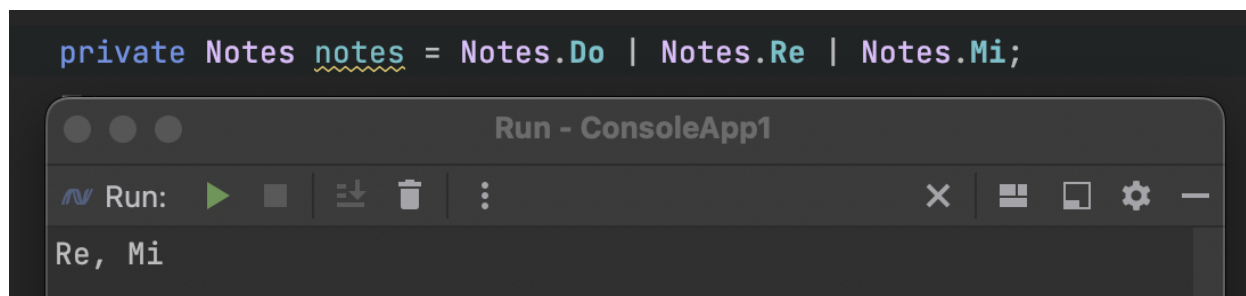 private Notes notes = Notes.Do | Notes.Re | Notes.Mi;
Run - ConsoleApp1
Run:
Re, Mi